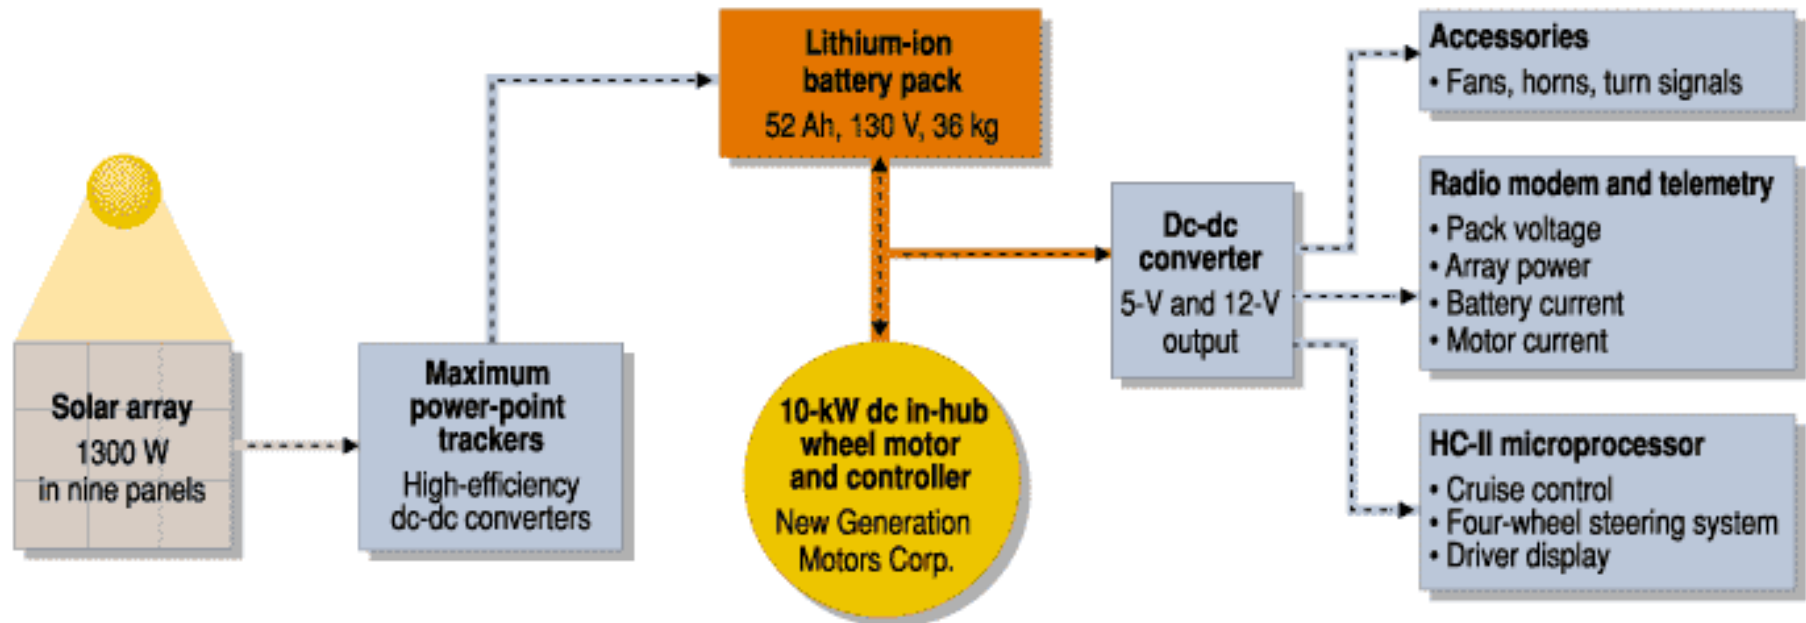 Solar array
1300 W
in nine panels
Maximum
power-point
trackers
High-efficiency
dc-dc converters
Lithium-ion
battery pack
52 Ah, 130 V, 36 kg
10-kW dc in-hub
wheel motor
and controller
New Generation
Motors Corp.
Dc-dc
converter
5-V and 12-V
output
Accessories
• Fans, horns, turn signals
Radio modem and telemetry
• Pack voltage
• Array power
• Battery current
• Motor current
HC-II microprocessor
• Cruise control
• Four-wheel steering system
• Driver display